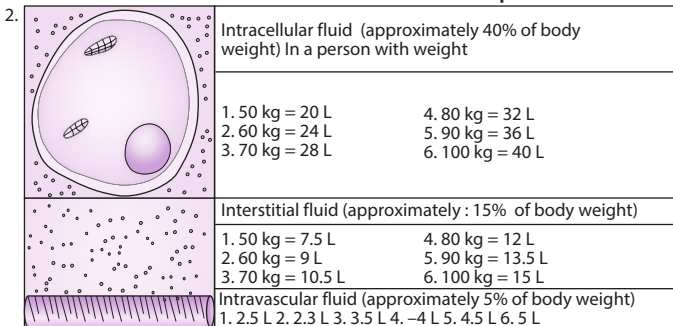 2.
Intracellular fluid (approximately 40% of body
weight) In a person with weight
1. 50 kg = 20 L 4. 80 kg = 32 L
2. 60 kg = 24 L 5. 90 kg = 36 L
3. 70 kg = 28 L 6. 100 kg = 40 L
Interstitial fluid (approximately : 15% of body weight)
1. 50 kg = 7.5 L 4. 80 kg = 12 L
2. 60 kg = 9 L 5. 90 kg = 13.5 L
3. 70 kg = 10.5 L 6. 100 kg = 15 L
Intravascular fluid (approximately 5% of body weight)
1. 2.5 L 2. 2.3 L 3. 3.5 L 4. –4 L 5. 4.5 L 6. 5 L